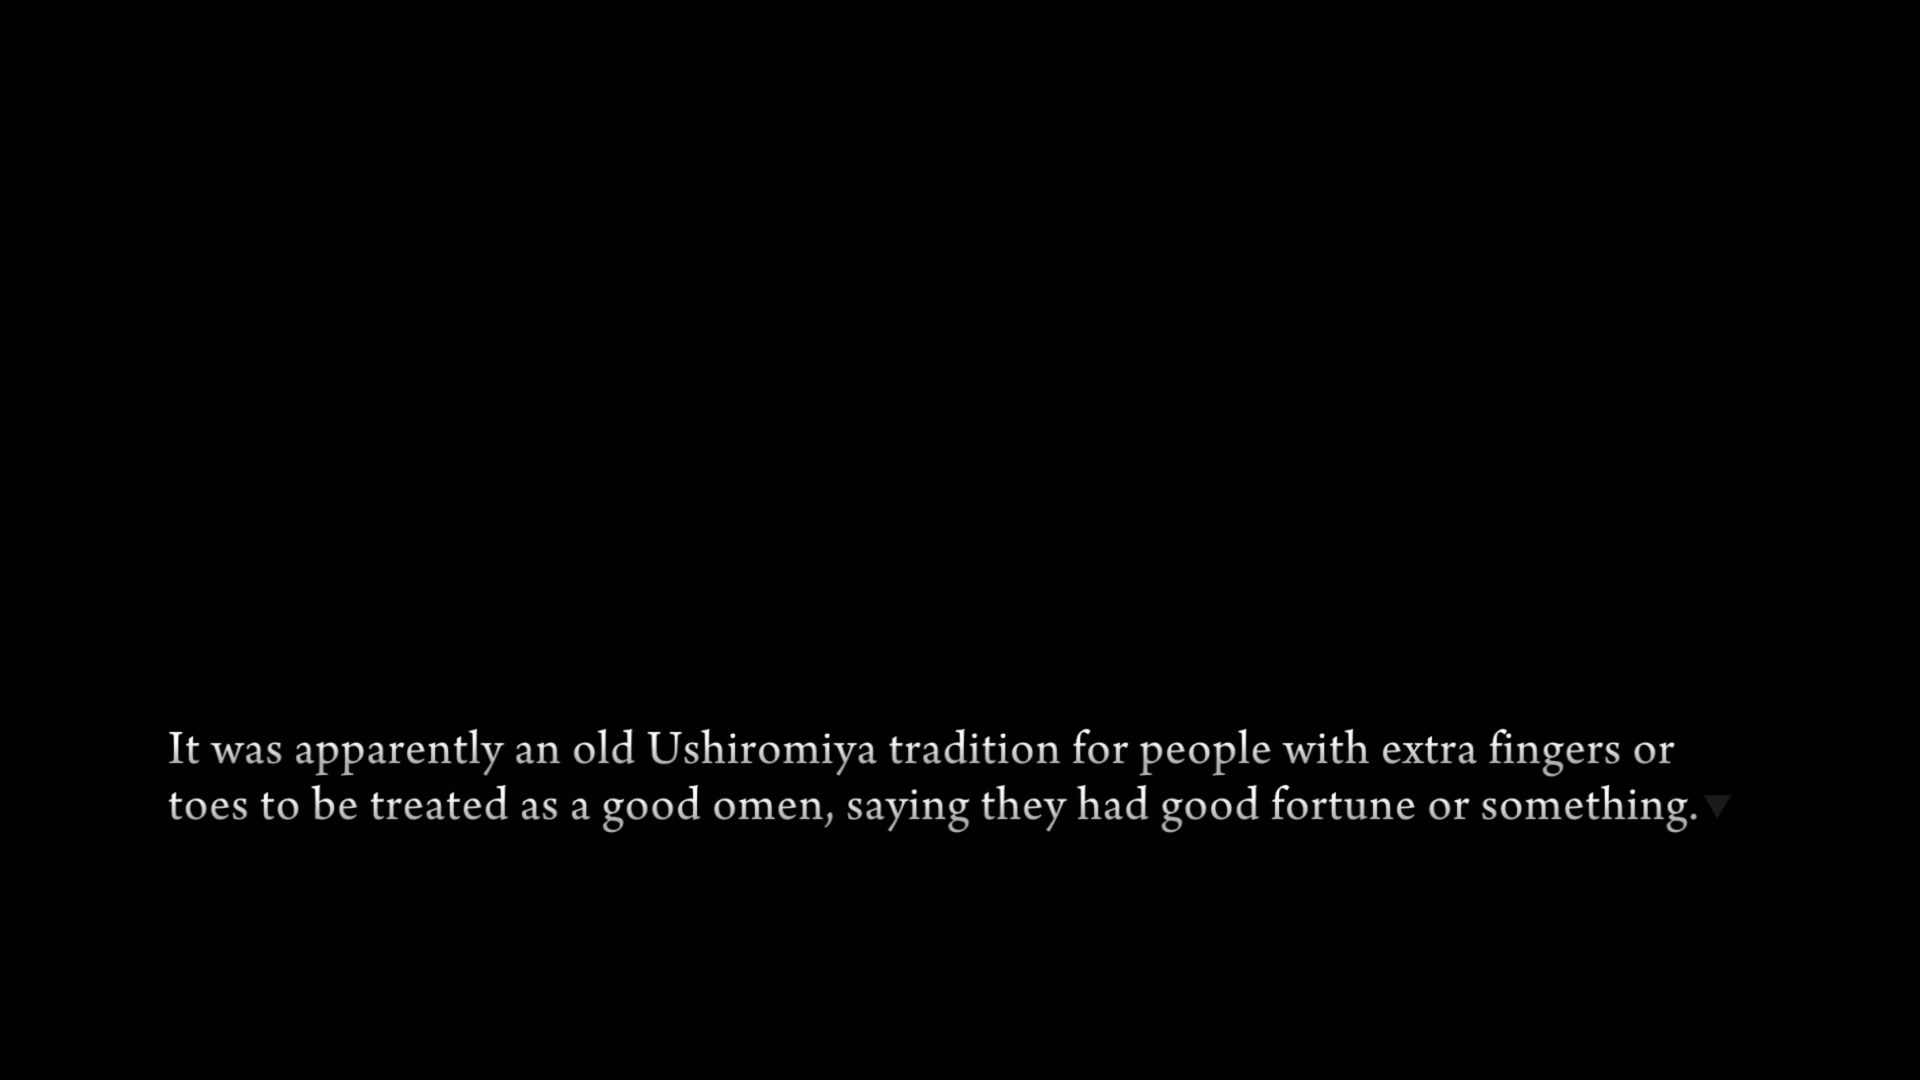 It was apparently an old Ushiromiya tradition for people with extra fingers or
toes to be treated as a good omen, saying they had good fortune or something.